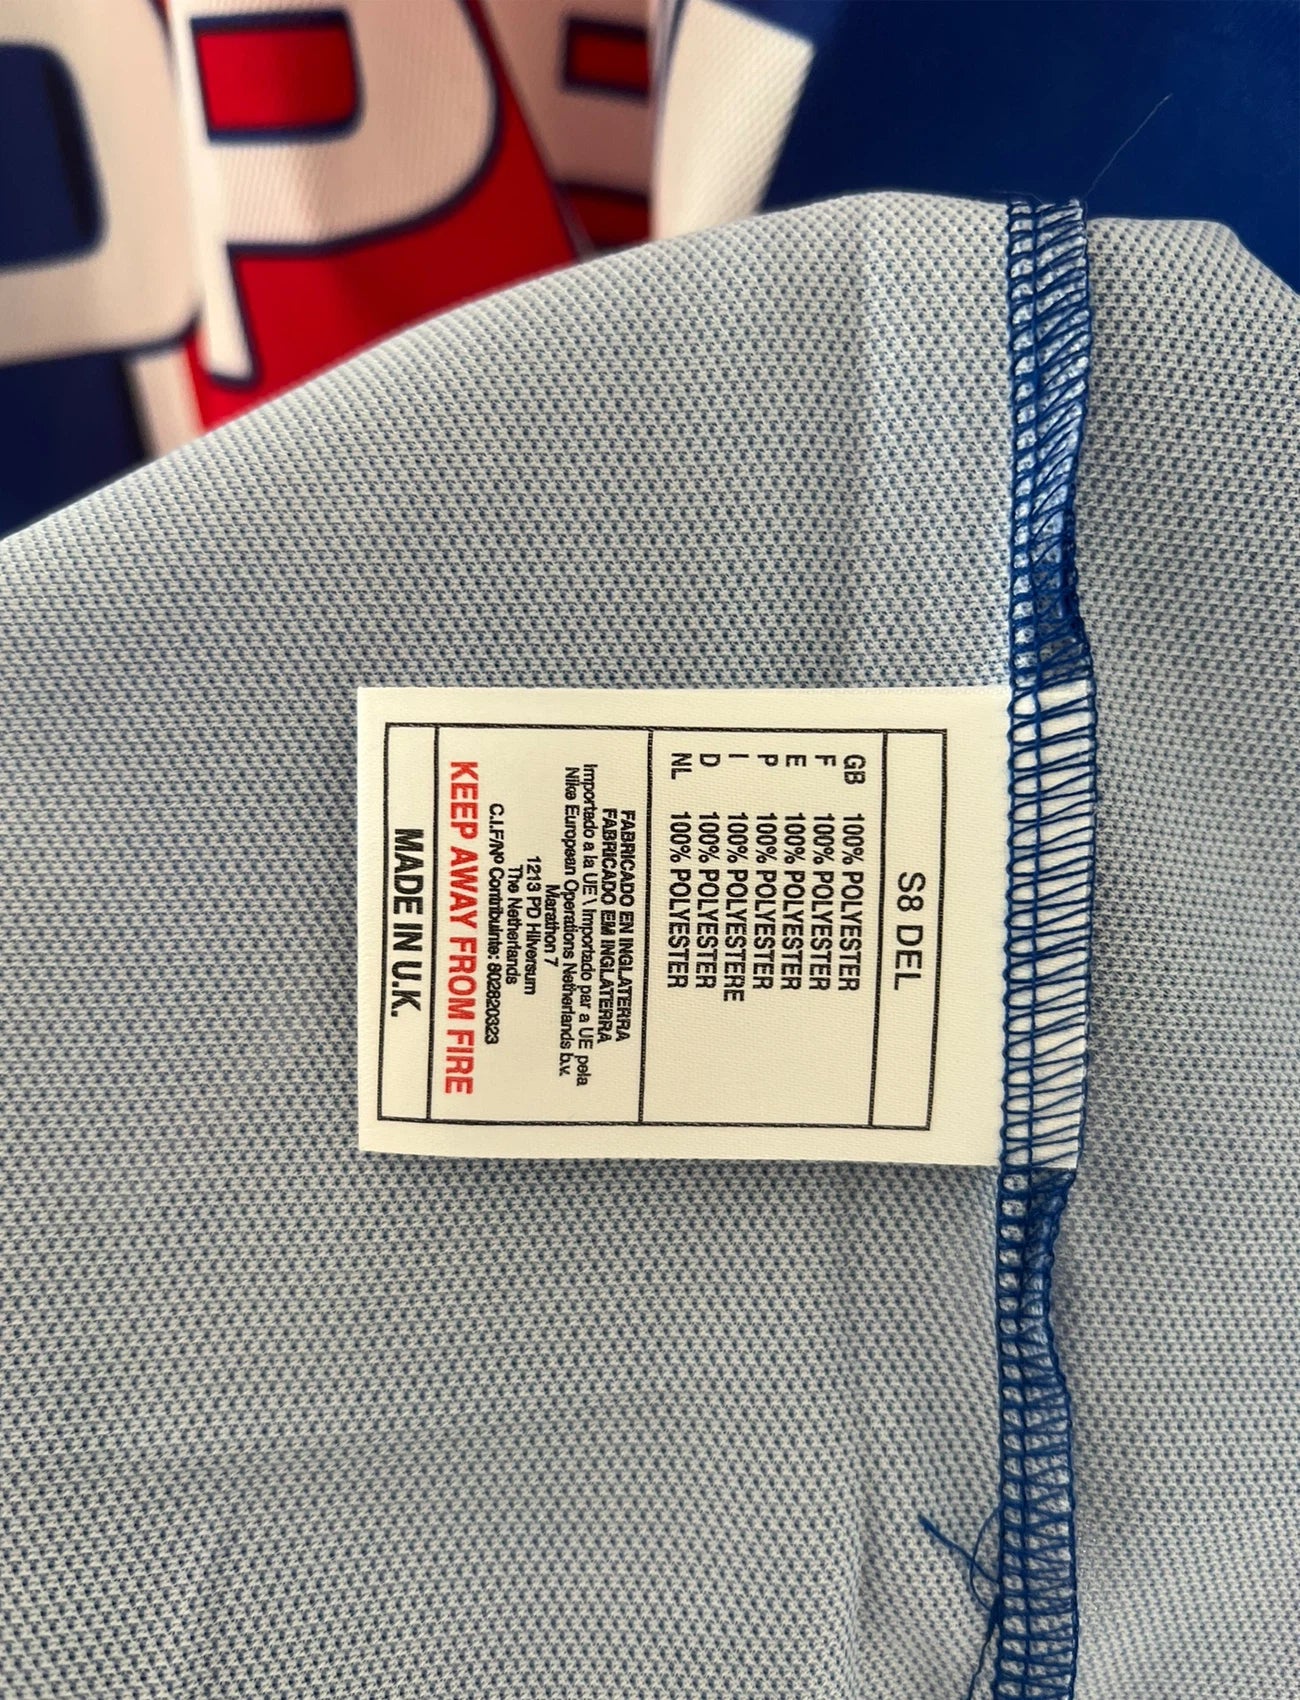 S8 DEL
GB 100% POLYESTER
F 100% POLYESTER
E 100% POLYESTER
P 100% POLYESTER
I 100% POLYESTERE
D 100% POLYESTER
NL 100% POLYESTER
FABRICADO EN INGLATERRA
FABRICADO EM INGLATERRA
Importado a la UE \ Importado par a UE pela
Nike European Operations Netherlands b.v.
Marathon 7
1213 PD Hilversum
The Netherlands
C.I.F/Nº Contribuinte: 802820323
KEEP AWAY FROM FIRE
MADE IN U.K.